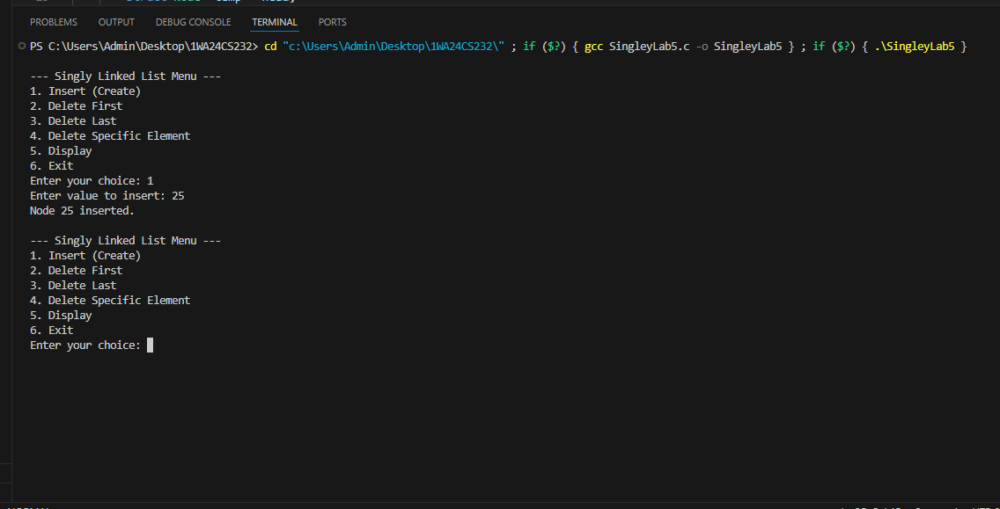 PROBLEMS OUTPUT DEBUG CONSOLE TERMINAL PORTS
PS C:\Users\Admin\Desktop\1WA24CS232> cd "c:\Users\Admin\Desktop\1WA24CS232\" ; if ($?) { gcc SingleyLab5.c -o SingleyLab5 } ; if ($?) { .\SingleyLab5 }
--- Singly Linked List Menu ---
1. Insert (Create)
2. Delete First
3. Delete Last
4. Delete Specific Element
5. Display
6. Exit
Enter your choice: 1
Enter value to insert: 25
Node 25 inserted.
--- Singly Linked List Menu ---
1. Insert (Create)
2. Delete First
3. Delete Last
4. Delete Specific Element
5. Display
6. Exit
Enter your choice: